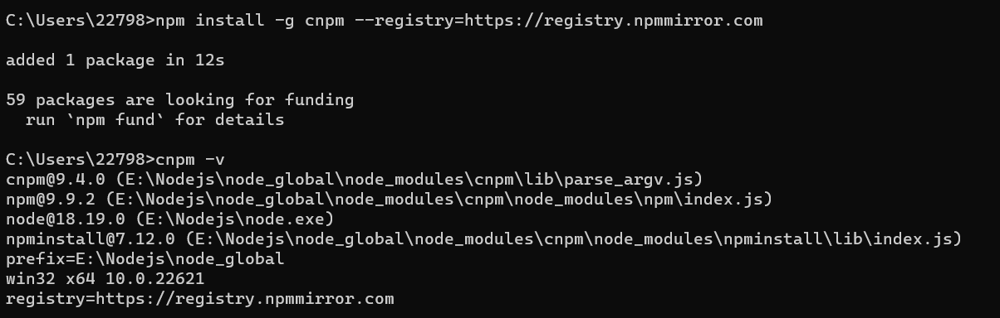 C:\Users\22798>npm install -g cnpm --registry=https://registry.npmmirror.com
added 1 package in 12s
59 packages are looking for funding
  run `npm fund` for details
C:\Users\22798>cnpm -v
cnpm@9.4.0 (E:\Nodejs\node_global\node_modules\cnpm\lib\parse_argv.js)
npm@9.9.2 (E:\Nodejs\node_global\node_modules\cnpm\node_modules\npm\index.js)
node@18.19.0 (E:\Nodejs\node.exe)
npminstall@7.12.0 (E:\Nodejs\node_global\node_modules\cnpm\node_modules\npminstall\lib\index.js)
prefix=E:\Nodejs\node_global
win32 x64 10.0.22621
registry=https://registry.npmmirror.com